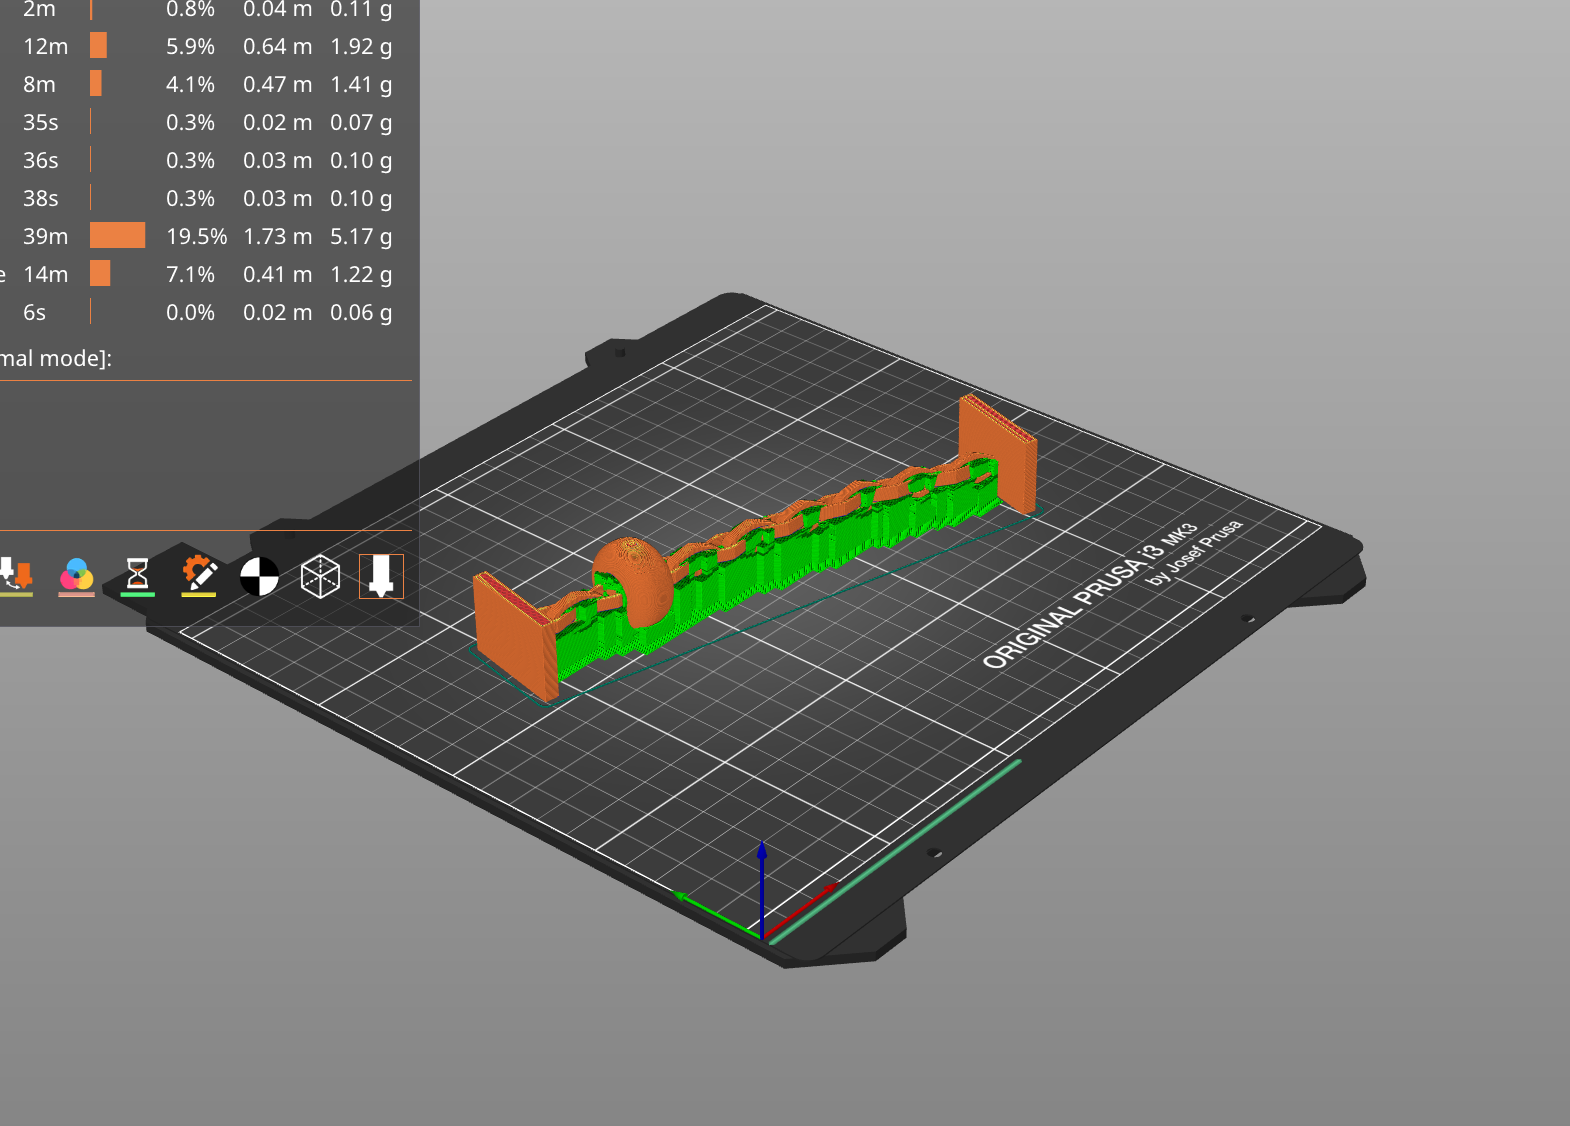 2m 0.8% 0.04 m 0.11 g
12m 5.9% 0.64 m 1.92 g
8m 4.1% 0.47 m 1.41 g
35s 0.3% 0.02 m 0.07 g
36s 0.3% 0.03 m 0.10 g
38s 0.3% 0.03 m 0.10 g
39m 19.5% 1.73 m 5.17 g
e 14m 7.1% 0.41 m 1.22 g
6s 0.0% 0.02 m 0.06 g
mal mode]:
ORIGINAL PRUSA i3 MK3
by Josef Prusa